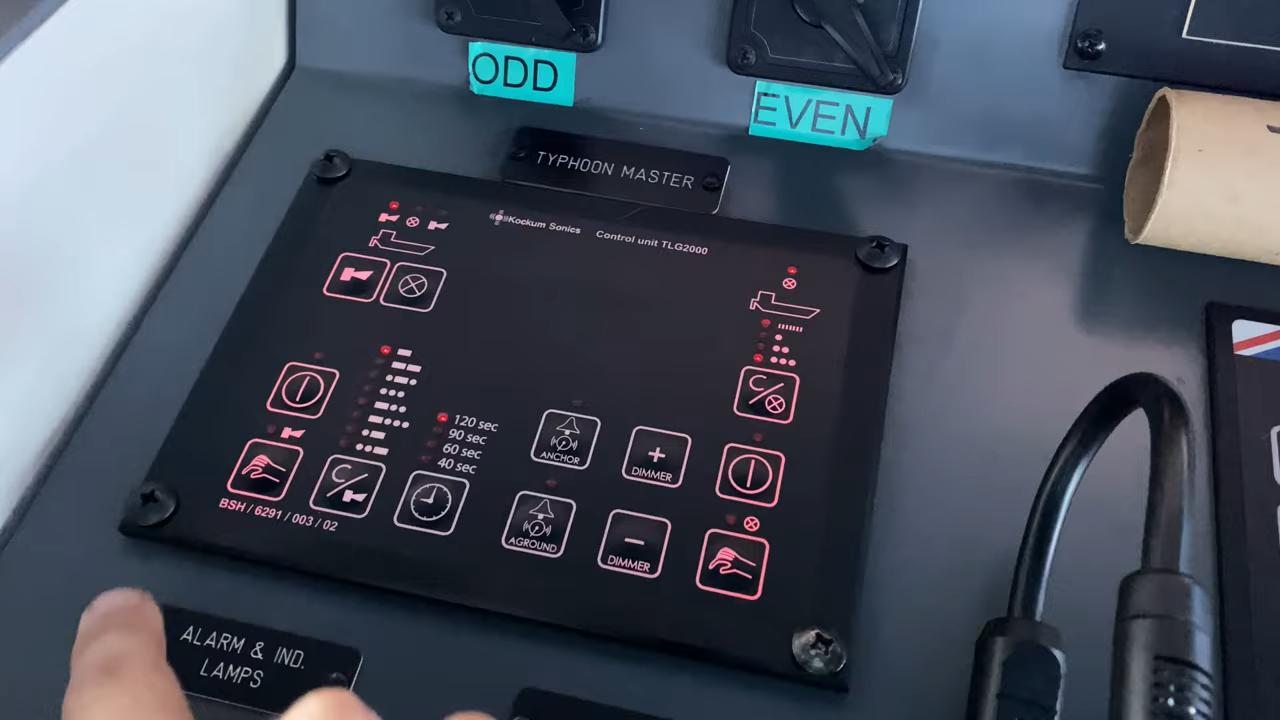 ODD
EVEN
TYPHOON MASTER
Kockum Sonics Control unit TLG2000
120 sec
90 sec
60 sec
40 sec
ANCHOR
DIMMER
AGROUND
DIMMER
BSH / 6291 / 003 / 02
ALARM & IND.
LAMPS